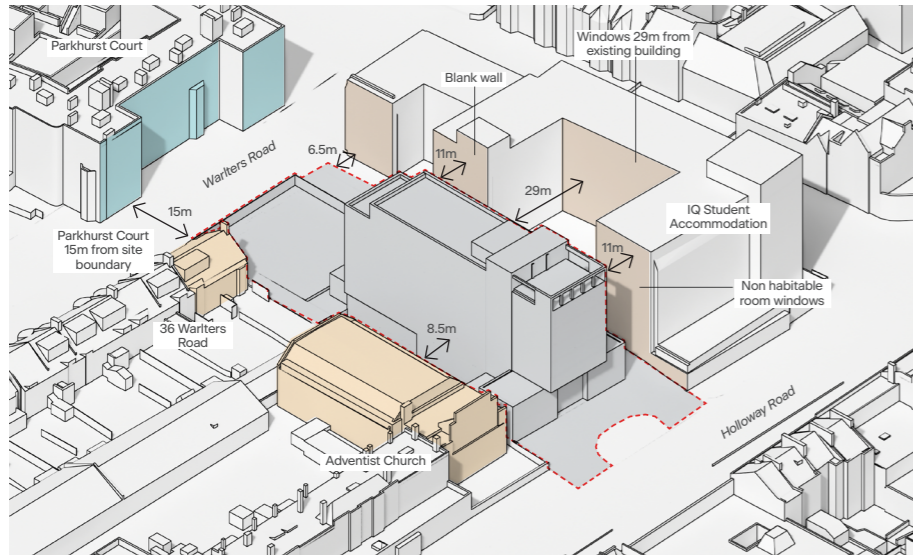 Parkhurst Court
Windows 29m from
existing building
Blank wall
Warlters Road
6.5m
11m
29m
15m
IQ Student
Accommodation
Parkhurst Court
15m from site
boundary
11m
Non habitable
room windows
36 Warlters
Road
8.5m
Holloway Road
Adventist Church